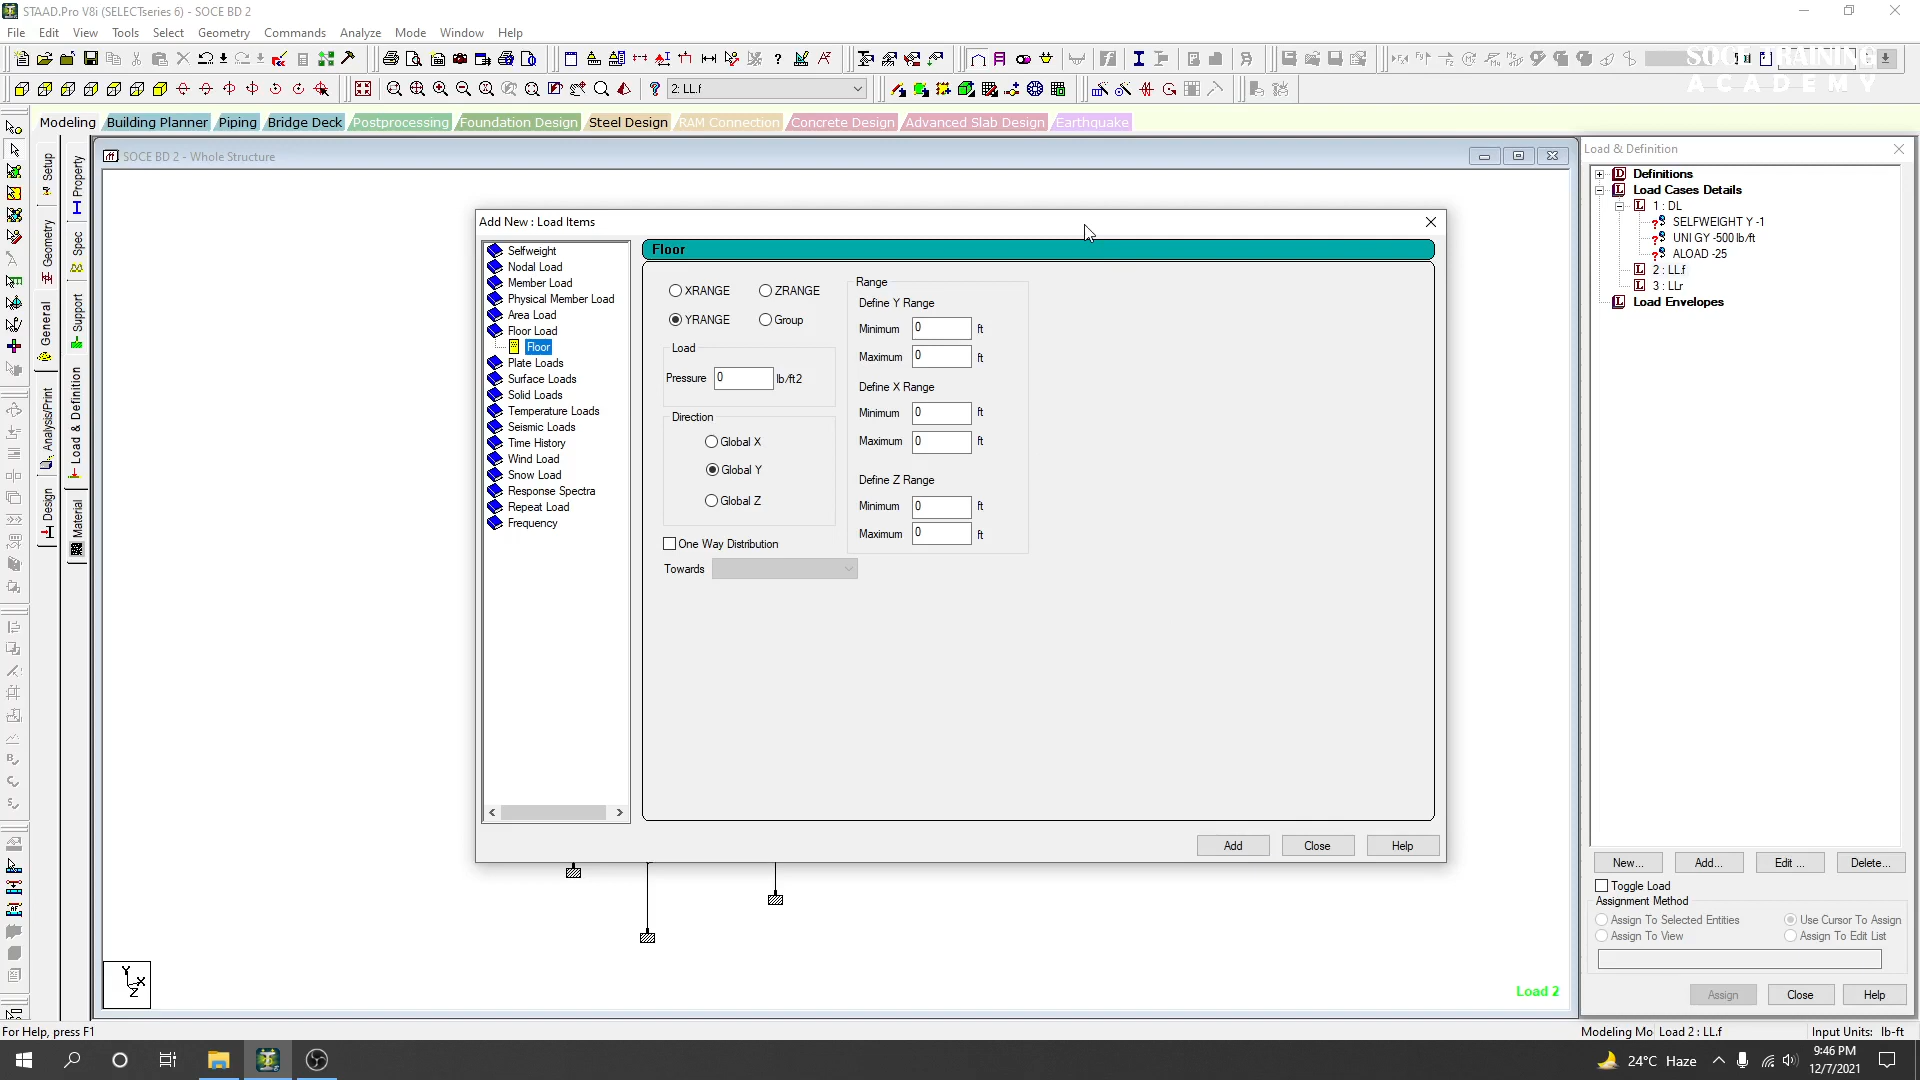 STAAD.Pro V8i (SELECTseries 6) - SOCE BD 2
File Edit View Tools Select Geometry Commands Analyze Mode Window Help
SOCE TRAINING
ACADEMY
2: LL.f
Modeling Building Planner Piping Bridge Deck Postprocessing Foundation Design Steel Design RAM Connection Concrete Design Advanced Slab Design Earthquake
SOCE BD 2 - Whole Structure
Setup
Geometry
General
Analysis/Print
Design
Property
Spec
Support
Load & Definition
Material
Add New : Load Items
Selfweight
Nodal Load
Member Load
Physical Member Load
Area Load
Floor Load
Floor
Plate Loads
Surface Loads
Solid Loads
Temperature Loads
Seismic Loads
Time History
Wind Load
Snow Load
Response Spectra
Repeat Load
Frequency
Floor
XRANGE ZRANGE
YRANGE Group
Load
Pressure 0 lb/ft2
Direction
Global X
Global Y
Global Z
One Way Distribution
Towards
Range
Define Y Range
Minimum 0 ft
Maximum 0 ft
Define X Range
Minimum 0 ft
Maximum 0 ft
Define Z Range
Minimum 0 ft
Maximum 0 ft
Add Close Help
Y
X
Z
Load 2
Load & Definition
Definitions
Load Cases Details
1 : DL
SELFWEIGHT Y -1
UNI GY -500 lb/ft
ALOAD -25
2 : LL.f
3 : LLr
Load Envelopes
New... Add... Edit ... Delete...
Toggle Load
Assignment Method
Assign To Selected Entities Use Cursor To Assign
Assign To View Assign To Edit List
Assign Close Help
For Help, press F1
Modeling Mo Load 2 : LL.f Input Units: lb-ft
24°C Haze
9:46 PM
12/7/2021